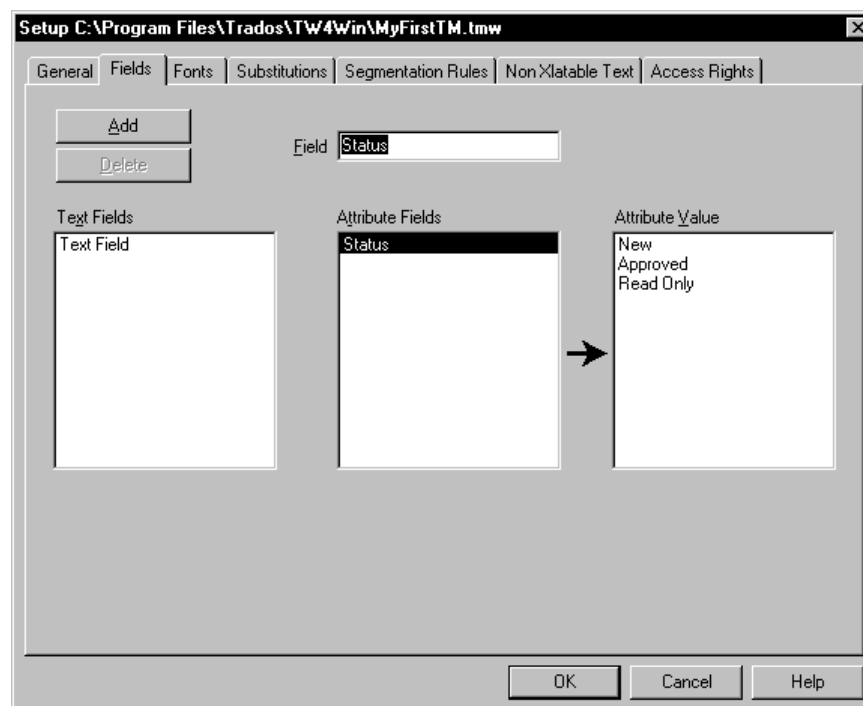 Setup C:\Program Files\Trados\TW4Win\MyFirstTM.tmw
General Fields Fonts Substitutions Segmentation Rules Non Xlatable Text Access Rights
Add
Delete
Field Status
Text Fields Attribute Fields Attribute Value
Text Field Status New
Approved
Read Only
OK Cancel Help